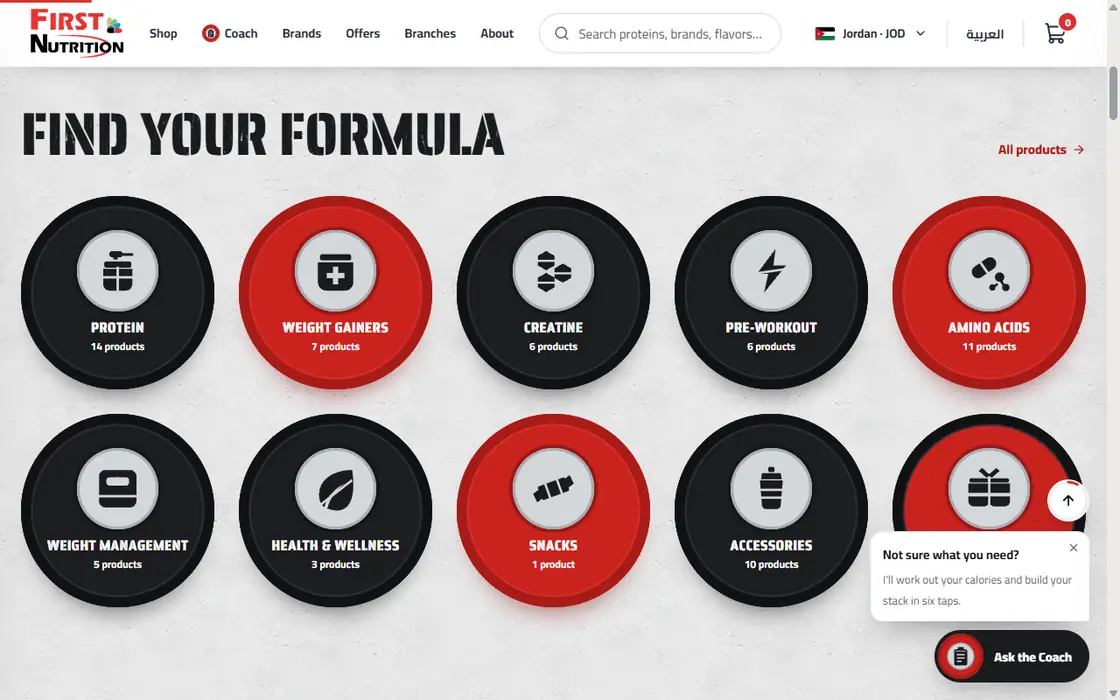 FIRST
NUTRITION
Shop
Coach
Brands
Offers
Branches
About
Search proteins, brands, flavors...
Jordan · JOD
العربية
0
FIND YOUR FORMULA
All products
PROTEIN
14 products
WEIGHT GAINERS
7 products
CREATINE
6 products
PRE-WORKOUT
6 products
AMINO ACIDS
11 products
WEIGHT MANAGEMENT
5 products
HEALTH & WELLNESS
3 products
SNACKS
1 product
ACCESSORIES
10 products
Not sure what you need?
I'll work out your calories and build your
stack in six taps.
Ask the Coach